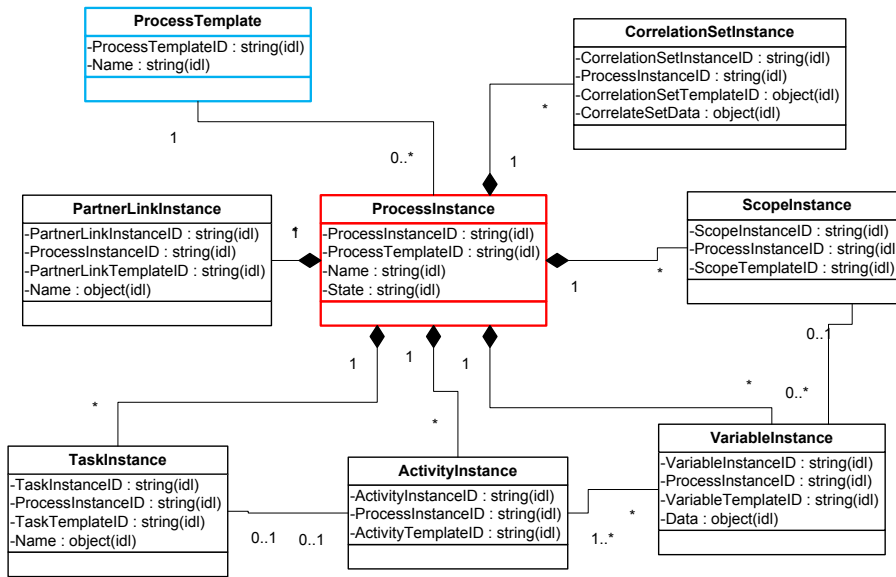 ProcessTemplate
-ProcessTemplateID : string(idl)
-Name : string(idl)
CorrelationSetInstance
-CorrelationSetInstanceID : string(idl)
-ProcessInstanceID : string(idl)
-CorrelationSetTemplateID : object(idl)
-CorrelateSetData : object(idl)
1
0..*
*
1
PartnerLinkInstance
-PartnerLinkInstanceID : string(idl)
-ProcessInstanceID : string(idl)
-PartnerLinkTemplateID : string(idl)
-Name : object(idl)
*
1
ProcessInstance
-ProcessInstanceID : string(idl)
-ProcessTemplateID : string(idl)
-Name : string(idl)
-State : string(idl)
1
*
ScopeInstance
-ScopeInstanceID : string(idl)
-ProcessInstanceID : string(idl
-ScopeTemplateID : string(idl)
1
1
1
0..1
*
*
*
0..*
TaskInstance
-TaskInstanceID : string(idl)
-ProcessInstanceID : string(idl)
-TaskTemplateID : string(idl)
-Name : object(idl)
0..1
0..1
ActivityInstance
-ActivityInstanceID : string(idl)
-ProcessInstanceID : string(idl)
-ActivityTemplateID : string(idl)
1..*
*
VariableInstance
-VariableInstanceID : string(idl)
-ProcessInstanceID : string(idl)
-VariableTemplateID : string(idl)
-Data : object(idl)